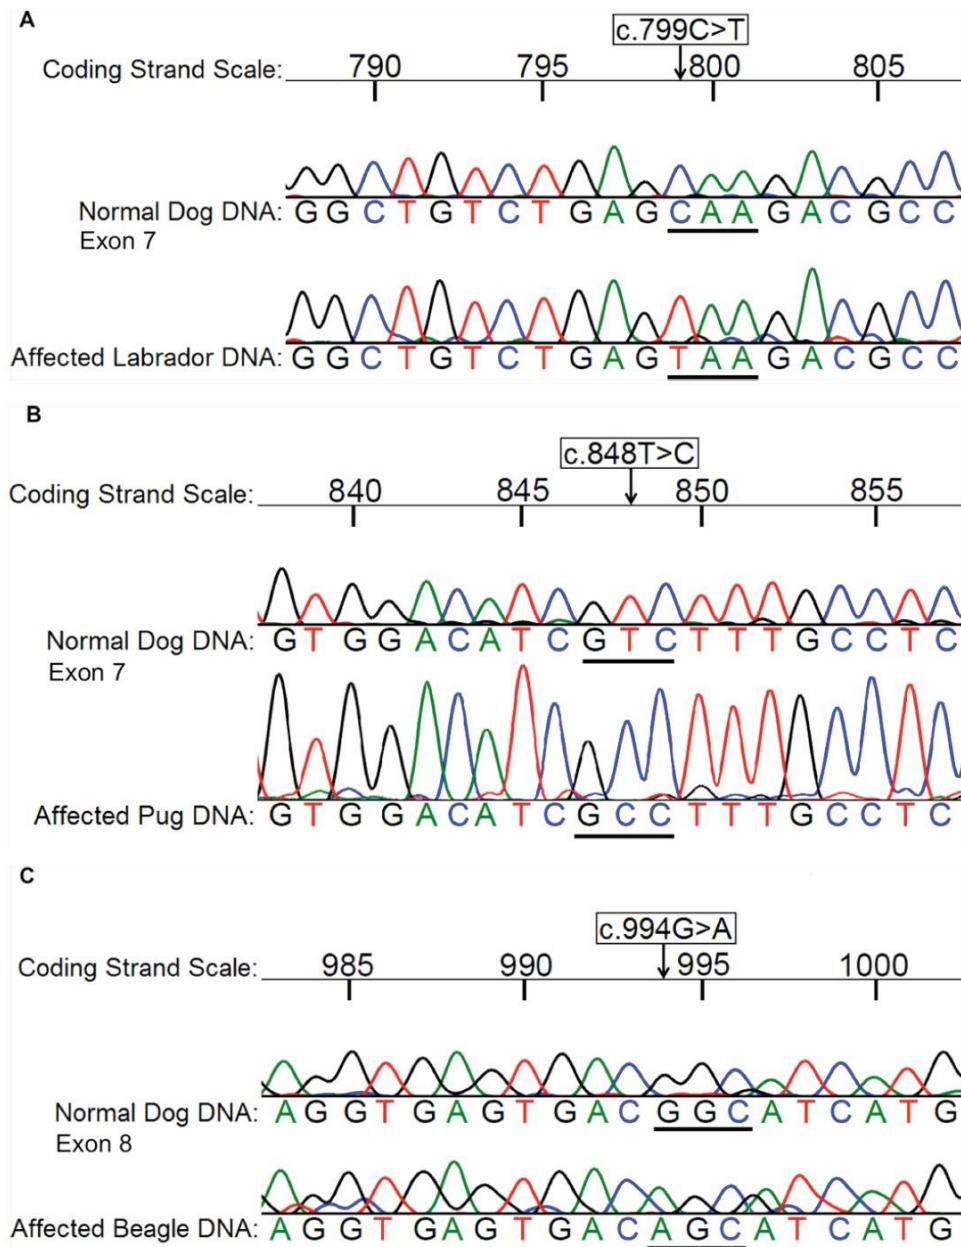 A
c.799C>T
Coding Strand Scale: 790 795 800 805
Normal Dog DNA: G G C T G T C T G A G C A A G A C G C C
Exon 7
Affected Labrador DNA: G G C T G T C T G A G T A A G A C G C C
B
c.848T>C
Coding Strand Scale: 840 845 850 855
Normal Dog DNA: G T G G A C A T C G T C T T T G C C T C
Exon 7
Affected Pug DNA: G T G G A C A T C G C C T T T G C C T C
C
c.994G>A
Coding Strand Scale: 985 990 995 1000
Normal Dog DNA: A G G T G A G T G A C G G C A T C A T G
Exon 8
Affected Beagle DNA: A G G T G A G T G A C A G C A T C A T G